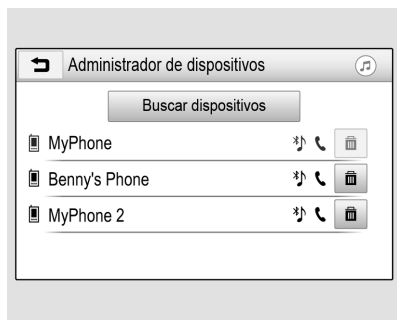 Administrador de dispositivos
Buscar dispositivos
MyPhone
Benny's Phone
MyPhone 2